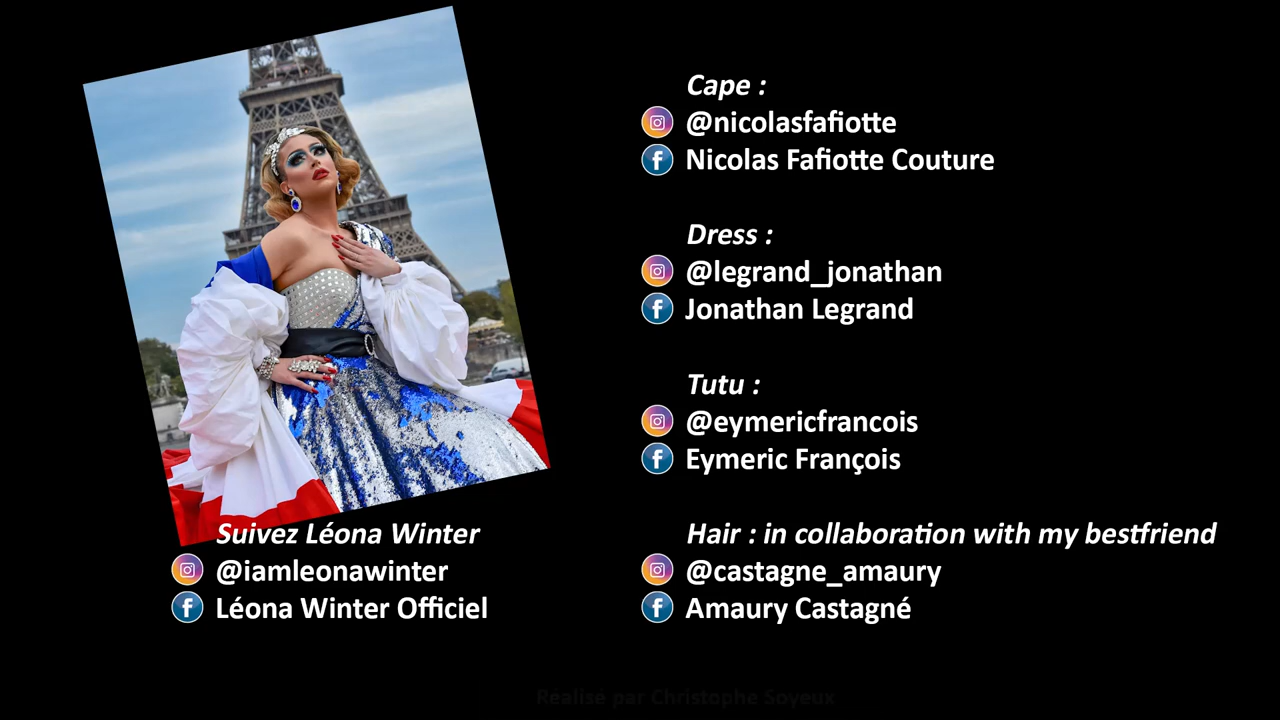 Cape :
@nicolasfafiotte
Nicolas Fafiotte Couture
Dress :
@legrand_jonathan
Jonathan Legrand
Tutu :
@eymericfrancois
Eymeric François
Suivez Léona Winter
@iamleonawinter
Léona Winter Officiel
Hair : in collaboration with my bestfriend
@castagne_amaury
Amaury Castagné
Realisé par Christophe Soyeux